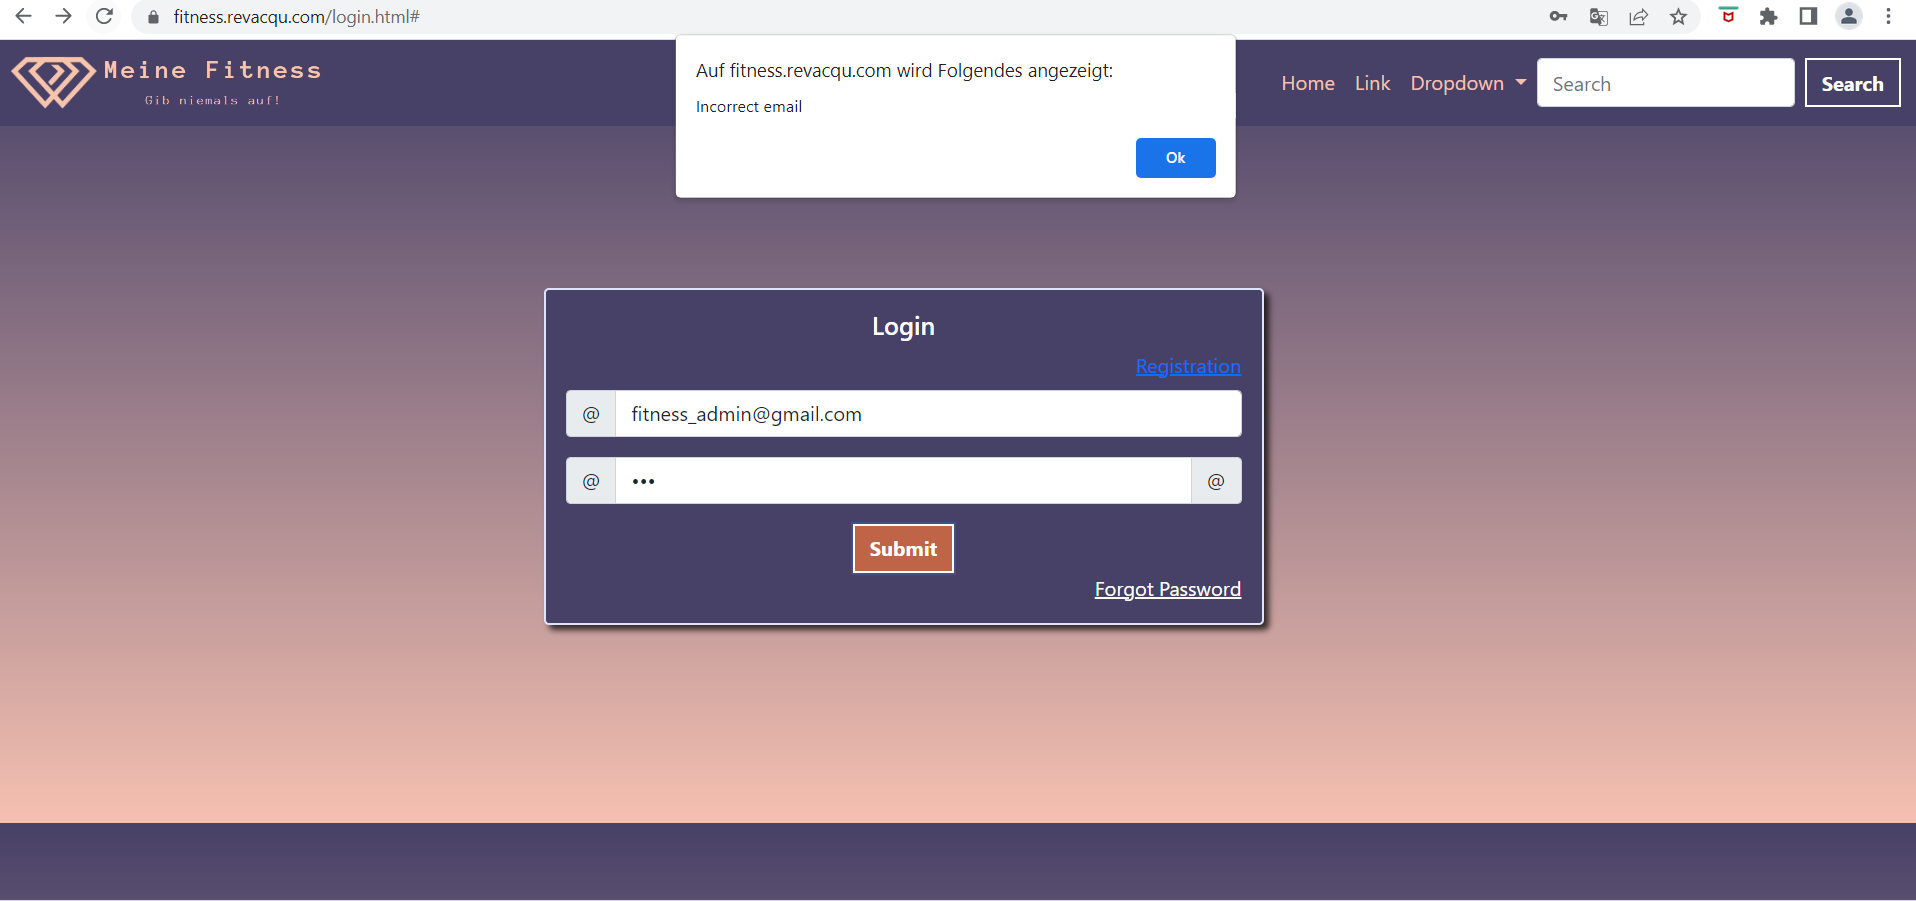 fitness.revacqu.com/login.html#
Meine Fitness
Gib niemals auf!
Auf fitness.revacqu.com wird Folgendes angezeigt:
Incorrect email
Ok
Home Link Dropdown Search Search
Login
Registration
@ fitness_admin@gmail.com
@ ••• @
Submit
Forgot Password